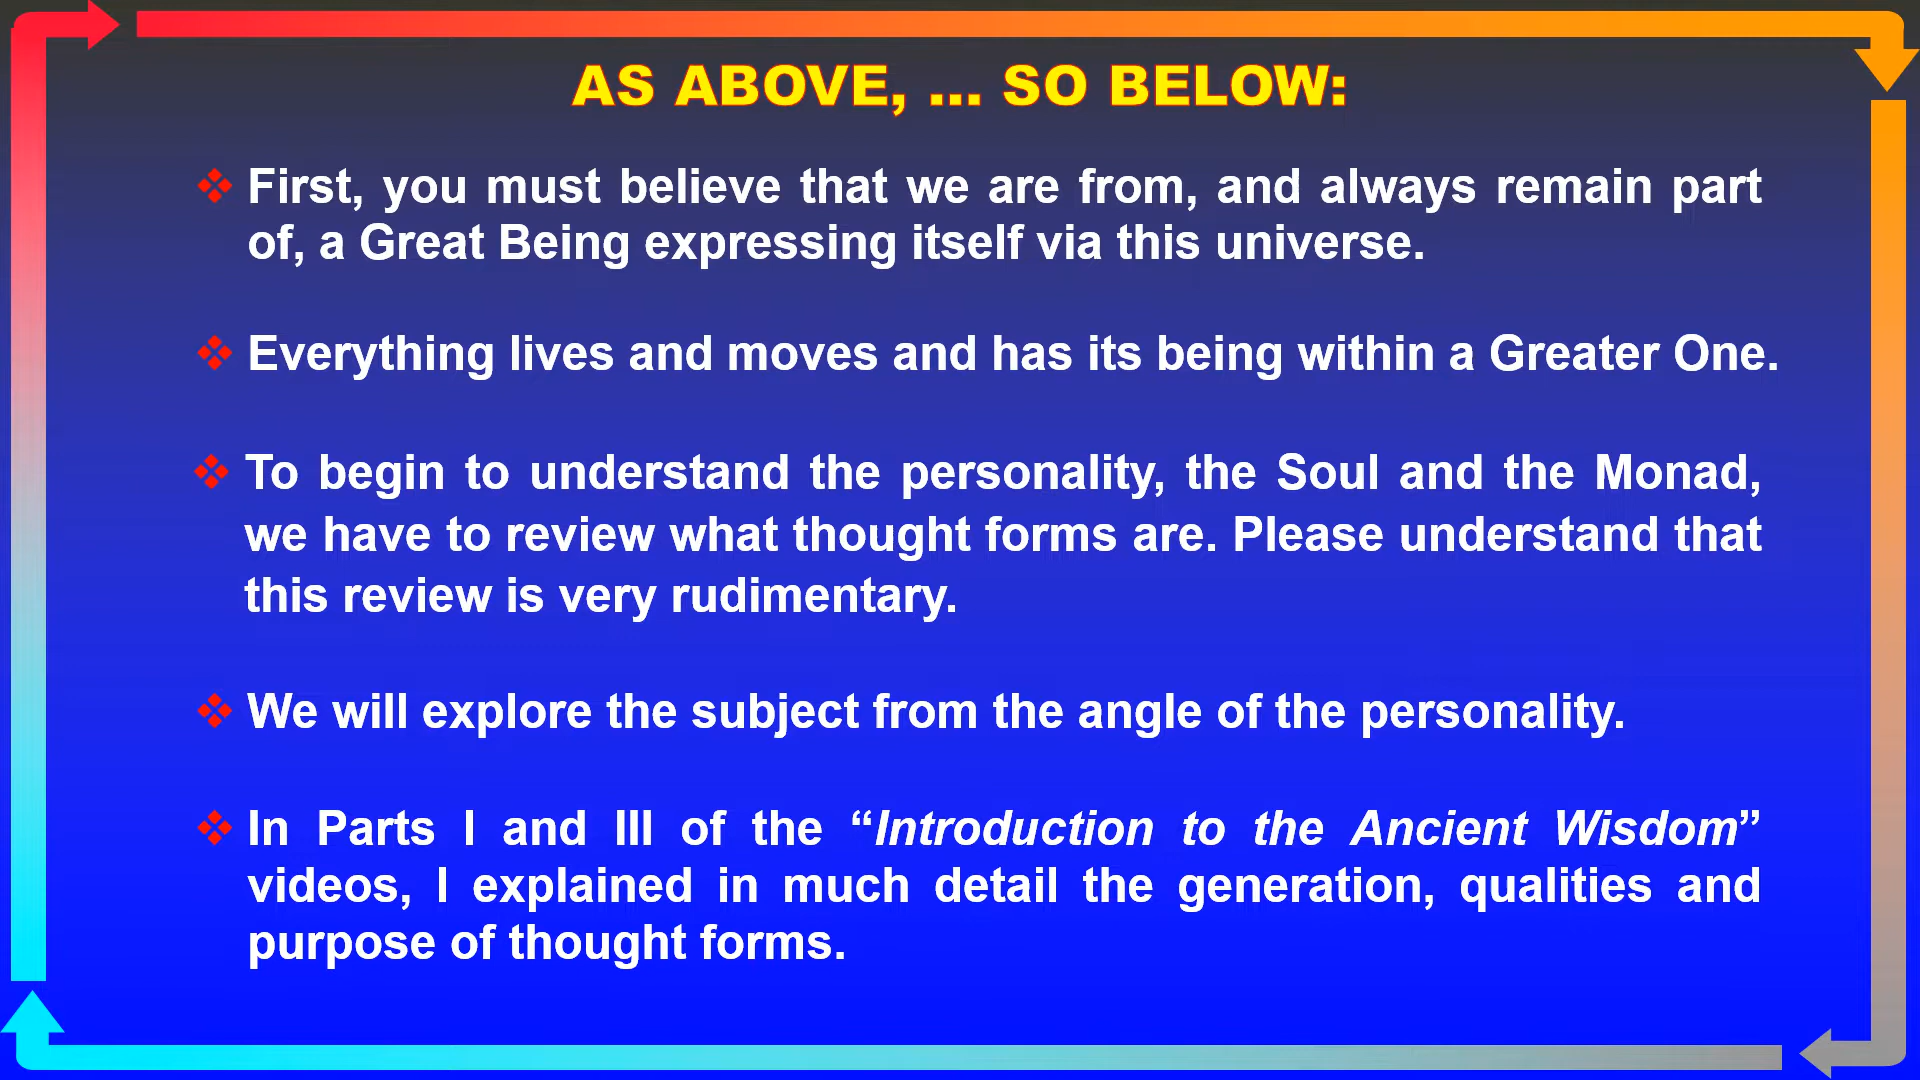 AS ABOVE, ... SO BELOW:
❖ First, you must believe that we are from, and always remain part
of, a Great Being expressing itself via this universe.
❖ Everything lives and moves and has its being within a Greater One.
❖ To begin to understand the personality, the Soul and the Monad,
we have to review what thought forms are. Please understand that
this review is very rudimentary.
❖ We will explore the subject from the angle of the personality.
❖ In Parts I and III of the “Introduction to the Ancient Wisdom”
videos, I explained in much detail the generation, qualities and
purpose of thought forms.